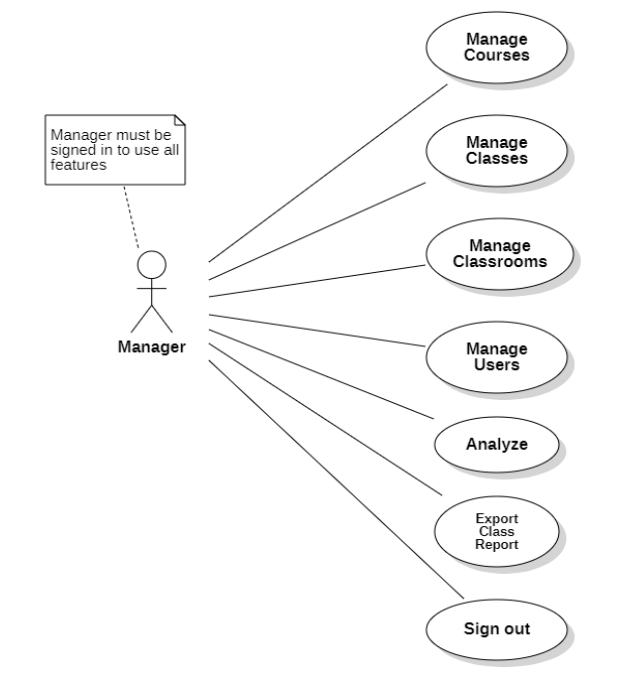 Manage
Courses
Manager must be
signed in to use all
features
Manage
Classes
Manage
Classrooms
Manager
Manage
Users
Analyze
Export
Class
Report
Sign out